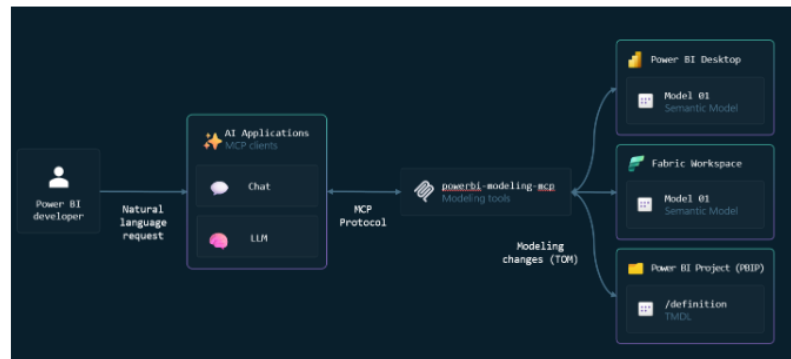 Power BI
developer
Natural
language
request
AI Applications
MCP clients
Chat
LLM
MCP
Protocol
powerbi-modeling-mcp
Modeling tools
Modeling
changes (TOM)
Power BI Desktop
Model 01
Semantic Model
Fabric Workspace
Model 01
Semantic Model
Power BI Project (PBIP)
/definition
TMDL